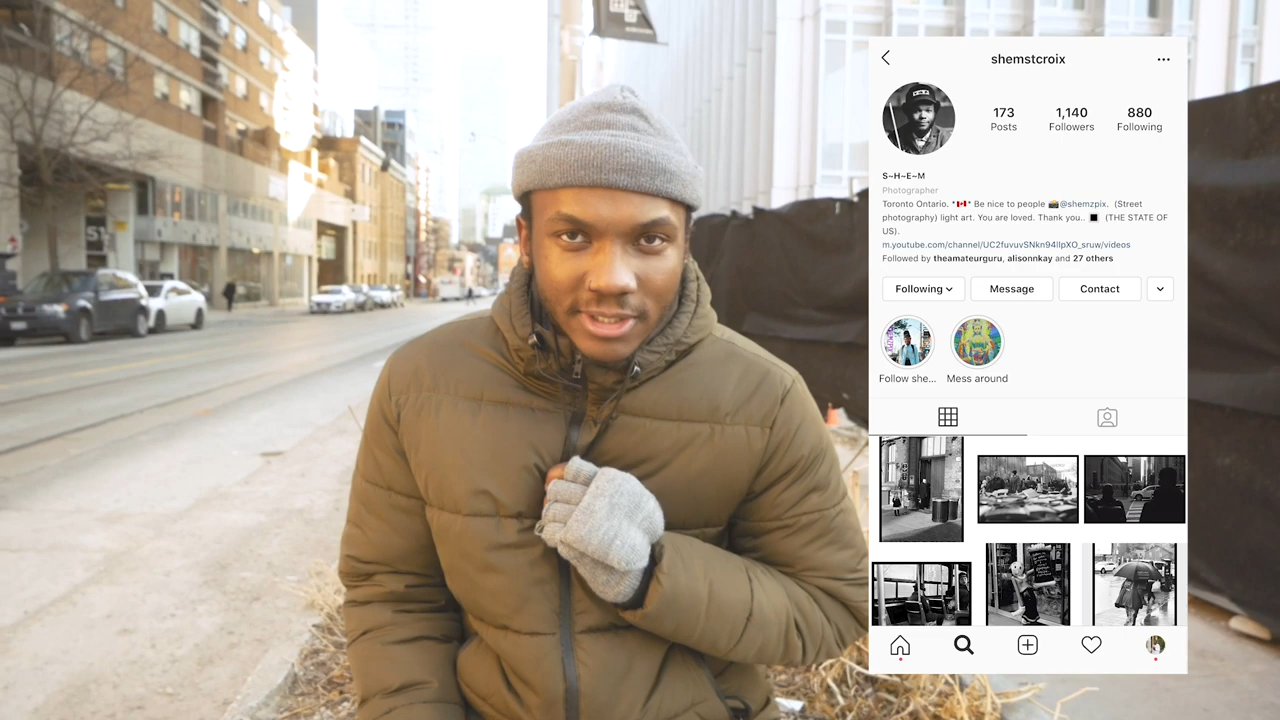 51
shemstcroix
173
Posts
1,140
Followers
880
Following
S~H~E~M
Photographer
Toronto Ontario. *🇨🇦* Be nice to people 📸@shemzpix. (Street
photography) light art. You are loved. Thank you.. ⬛ (THE STATE OF
US).
m.youtube.com/channel/UC2fuvuvSNkn94llpXO_sruw/videos
Followed by theamateurguru, alisonnkay and 27 others
Following
Message
Contact
Follow she...
Mess around